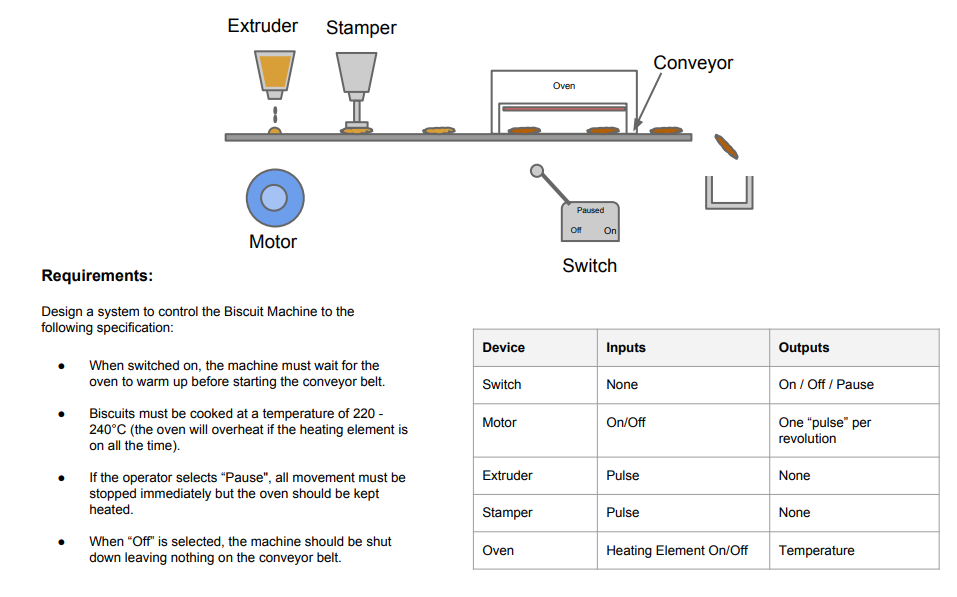 Extruder
Stamper
Conveyor
Oven
Motor
Paused
Off On
Switch
Requirements:
Design a system to control the Biscuit Machine to the
following specification:
● When switched on, the machine must wait for the
oven to warm up before starting the conveyor belt.
● Biscuits must be cooked at a temperature of 220 -
240°C (the oven will overheat if the heating element is
on all the time).
● If the operator selects “Pause", all movement must be
stopped immediately but the oven should be kept
heated.
● When “Off” is selected, the machine should be shut
down leaving nothing on the conveyor belt.
Device Inputs Outputs
Switch None On / Off / Pause
Motor On/Off One “pulse” per
revolution
Extruder Pulse None
Stamper Pulse None
Oven Heating Element On/Off Temperature